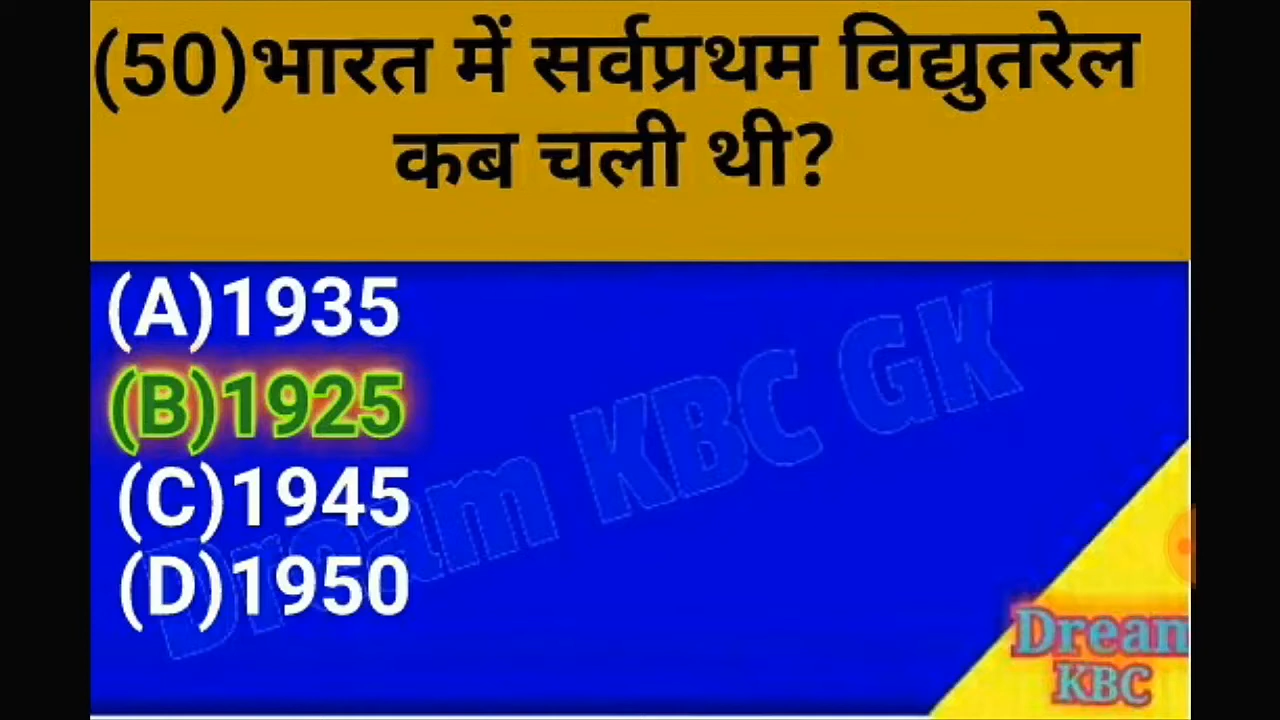 (50)भारत में सर्वप्रथम विद्युतरेल
कब चली थी?
(A)1935
(B)1925
(C)1945
(D)1950
Dream KBC GK
Dream
KBC